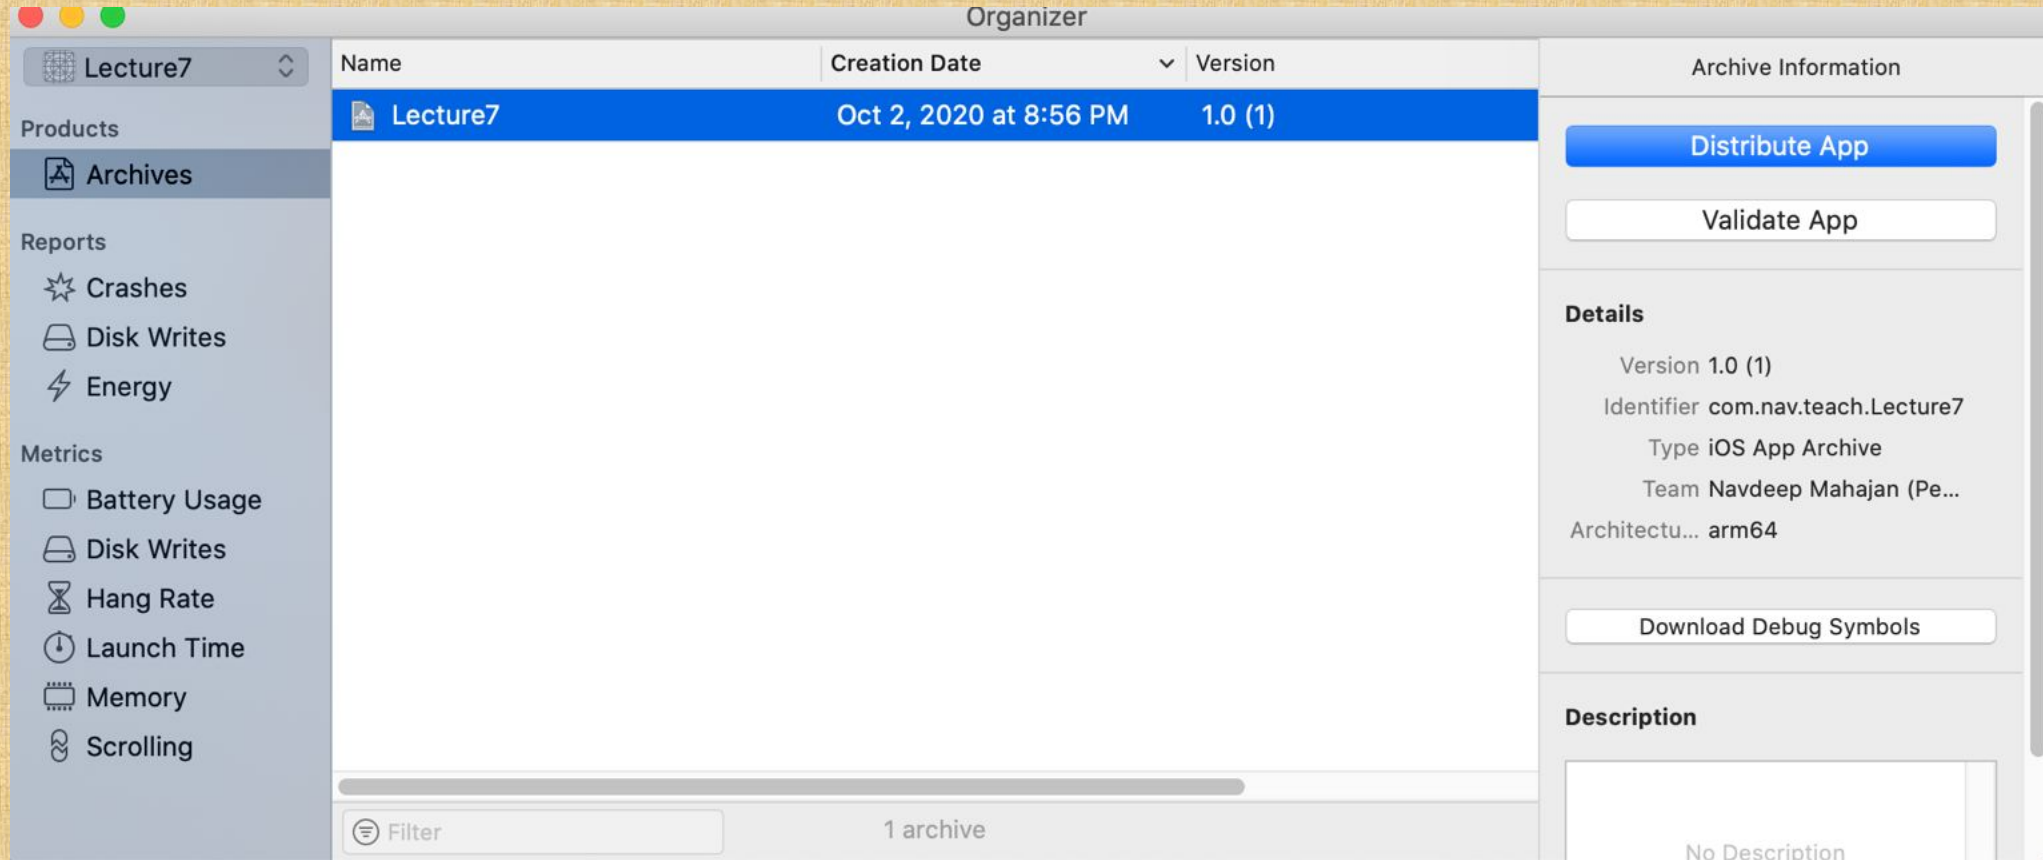 Organizer
Lecture7
Products
Archives
Reports
Crashes
Disk Writes
Energy
Metrics
Battery Usage
Disk Writes
Hang Rate
Launch Time
Memory
Scrolling
Name Creation Date Version
Lecture7 Oct 2, 2020 at 8:56 PM 1.0 (1)
Filter 1 archive
Archive Information
Distribute App
Validate App
Details
Version 1.0 (1)
Identifier com.nav.teach.Lecture7
Type iOS App Archive
Team Navdeep Mahajan (Pe...
Architectu... arm64
Download Debug Symbols
Description
No Description